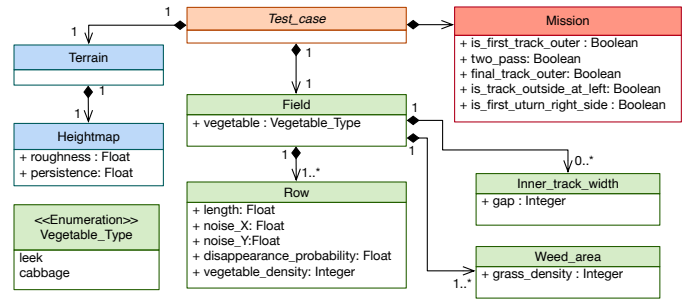 Test_case
1
1
Terrain
1
1
Heightmap
+ roughness : Float
+ persistence: Float
Mission
+ is_first_track_outer : Boolean
+ two_pass: Boolean
+ final_track_outer: Boolean
+ is_track_outside_at_left: Boolean
+ is_first_uturn_right_side : Boolean
1
1
Field
+ vegetable : Vegetable_Type
1
1
1
1..*
0..*
1..*
Row
+ length: Float
+ noise_X: Float
+ noise_Y:Float
+ disappearance_probability: Float
+ vegetable_density: Integer
Inner_track_width
+ gap : Integer
Weed_area
+ grass_density : Integer
<<Enumeration>>
Vegetable_Type
leek
cabbage